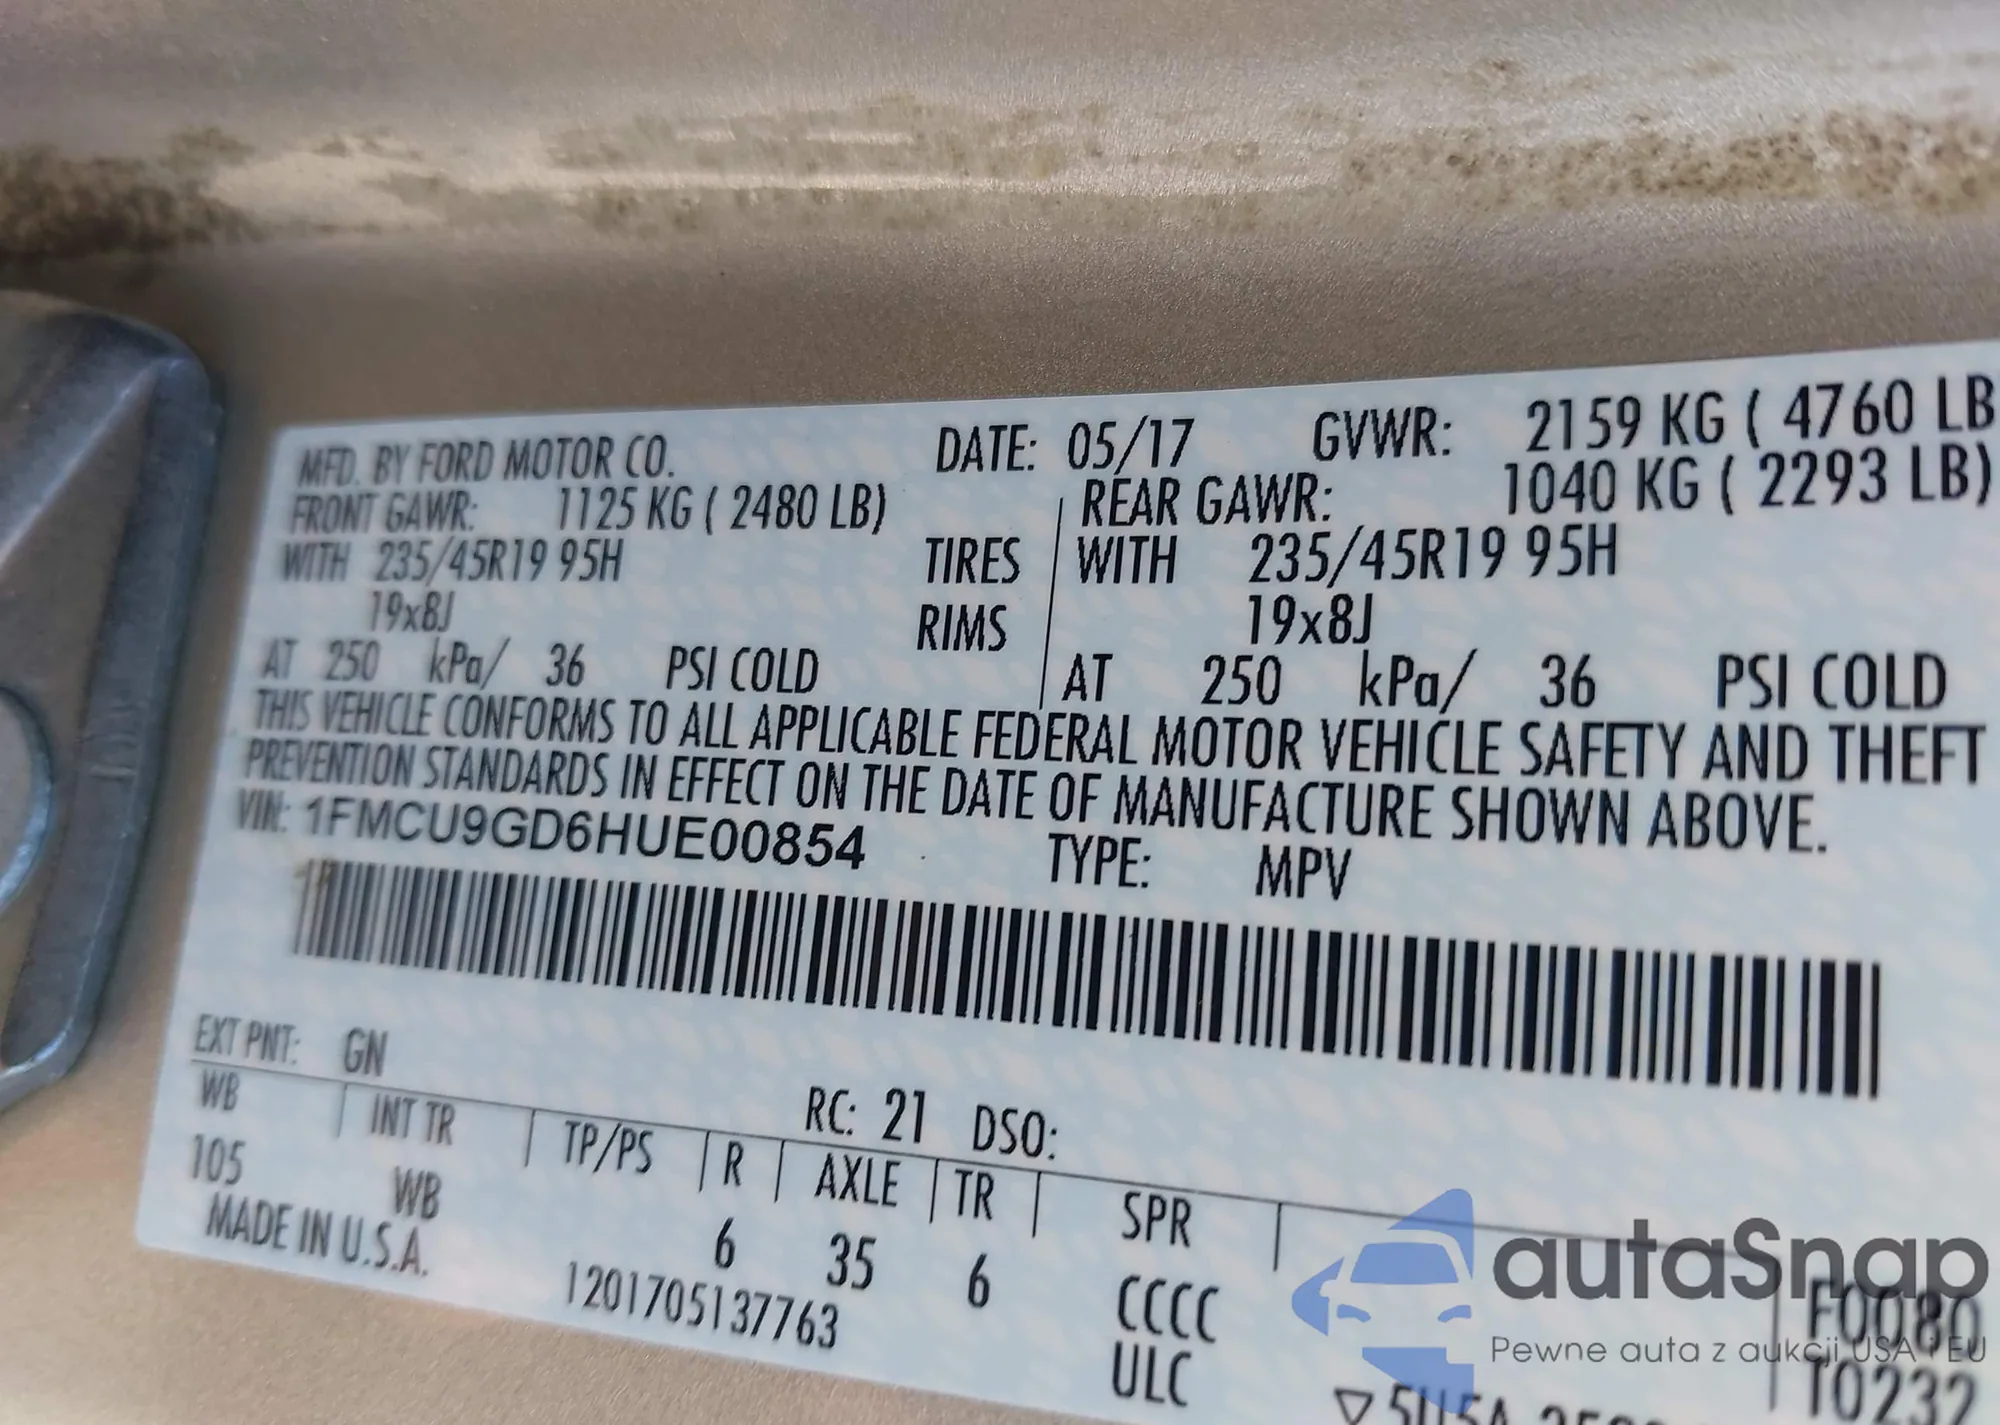 MFD. BY FORD MOTOR CO. DATE: 05/17 GVWR: 2159 KG ( 4760 LB
FRONT GAWR: 1125 KG ( 2480 LB) REAR GAWR: 1040 KG ( 2293 LB)
WITH 235/45R19 95H TIRES WITH 235/45R19 95H
19x8J RIMS 19x8J
AT 250 kPa/ 36 PSI COLD AT 250 kPa/ 36 PSI COLD
THIS VEHICLE CONFORMS TO ALL APPLICABLE FEDERAL MOTOR VEHICLE SAFETY AND THEFT
PREVENTION STANDARDS IN EFFECT ON THE DATE OF MANUFACTURE SHOWN ABOVE.
VIN: 1FMCU9GD6HUE00854 TYPE: MPV
EXT PNT: GN RC: 21 DSO:
WB INT TR TP/PS R AXLE TR SPR
105 WB 6 35 6 CCCC F0080
MADE IN U.S.A. 1201705137763 ULC T0232
autaSnap
Pewne auta z aukcji USA i EU